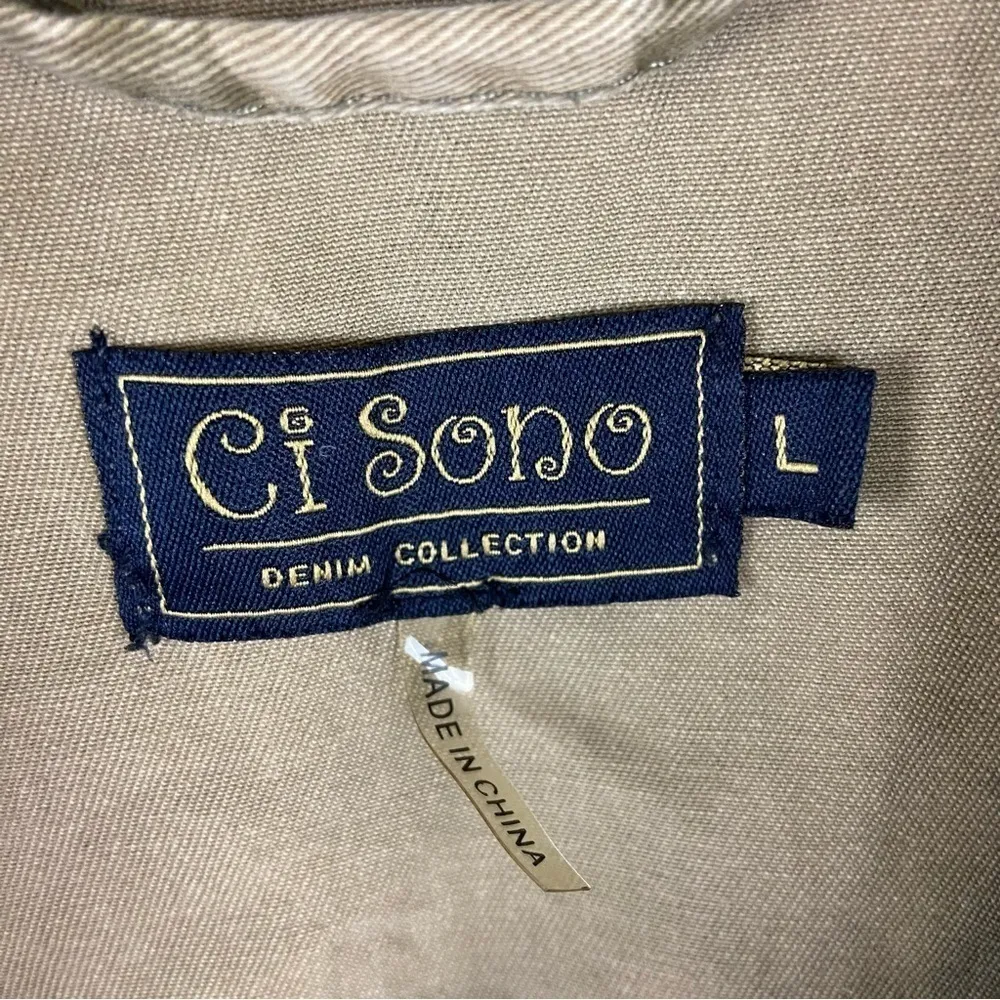 Ci Sono
L
DENIM COLLECTION
MADE IN CHINA